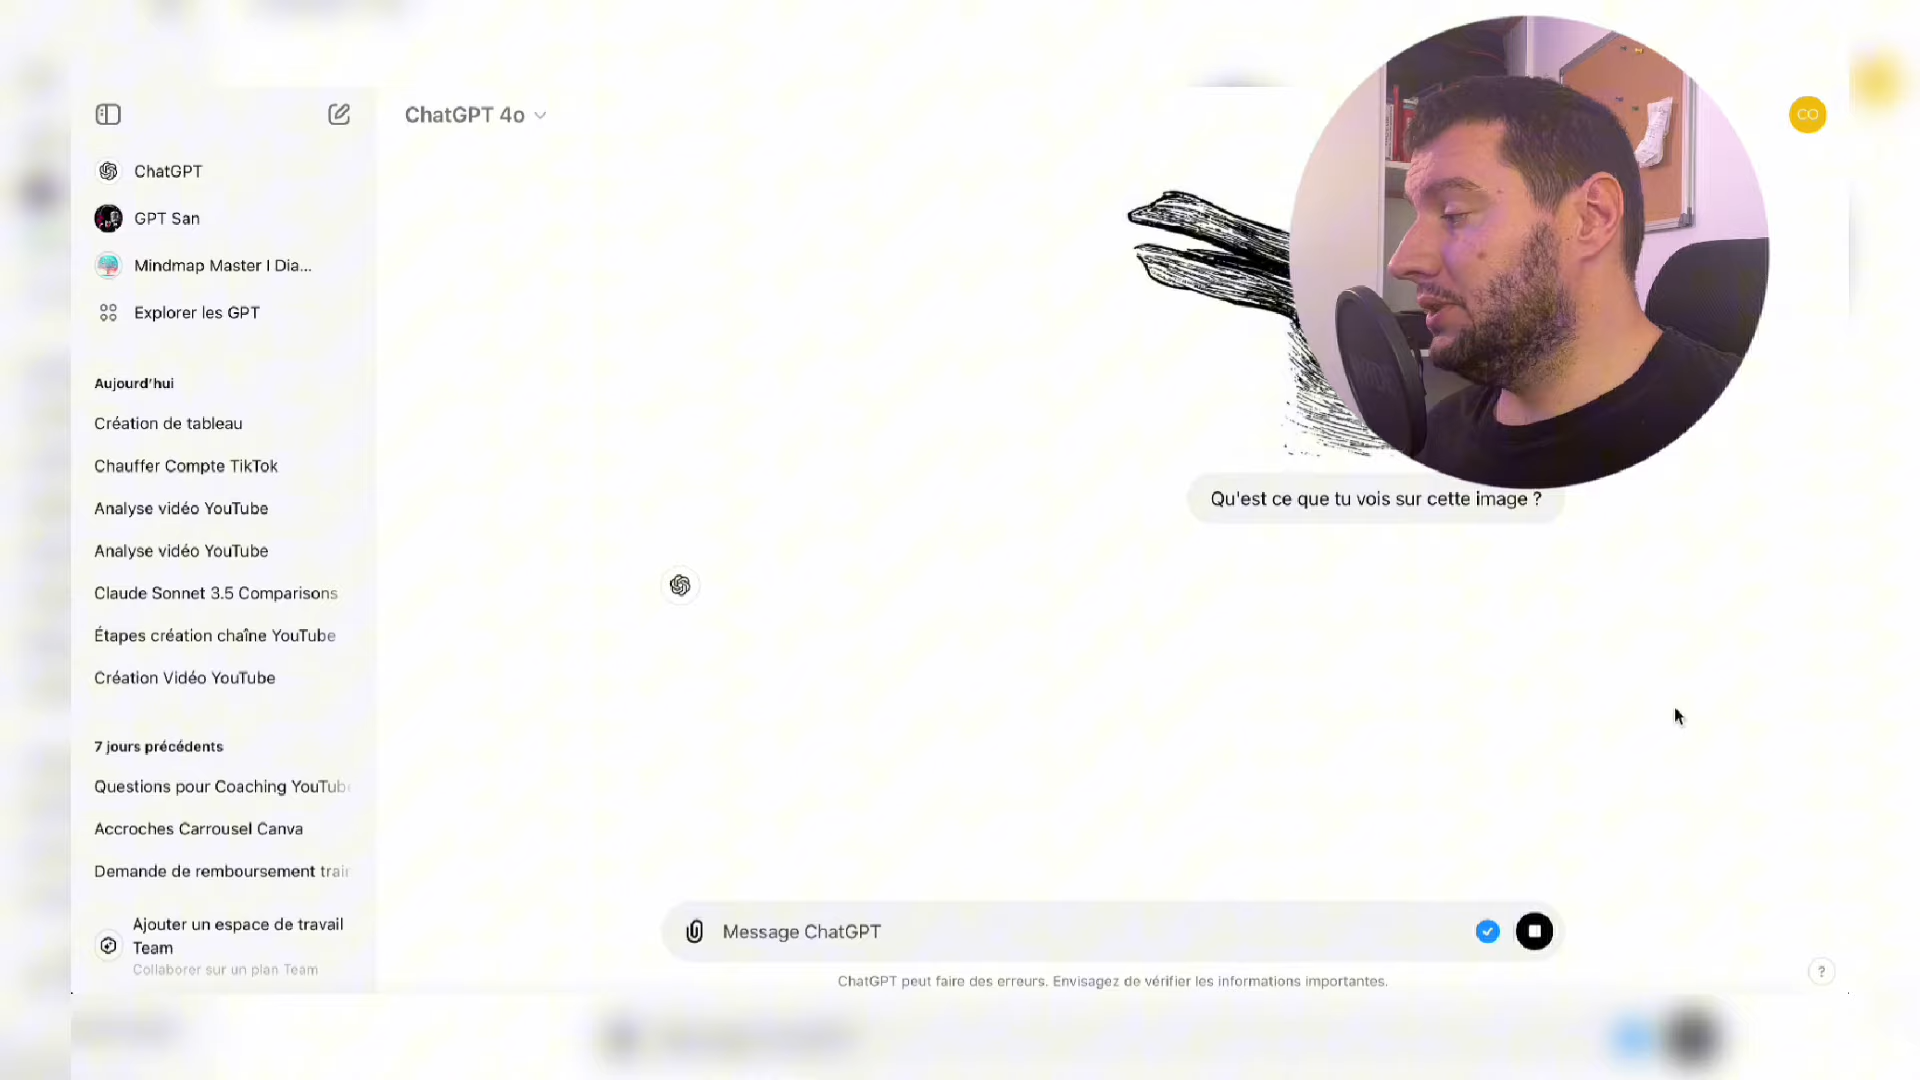 ChatGPT 4o
CO
ChatGPT
GPT San
Mindmap Master I Dia...
Explorer les GPT
Aujourd'hui
Création de tableau
Chauffer Compte TikTok
Analyse vidéo YouTube
Analyse vidéo YouTube
Claude Sonnet 3.5 Comparisons
Étapes création chaîne YouTube
Création Vidéo YouTube
7 jours précédents
Questions pour Coaching YouTube
Accroches Carrousel Canva
Demande de remboursement train
Ajouter un espace de travail
Team
Collaborer sur un plan Team
Qu'est ce que tu vois sur cette image ?
Message ChatGPT
ChatGPT peut faire des erreurs. Envisagez de vérifier les informations importantes.
?